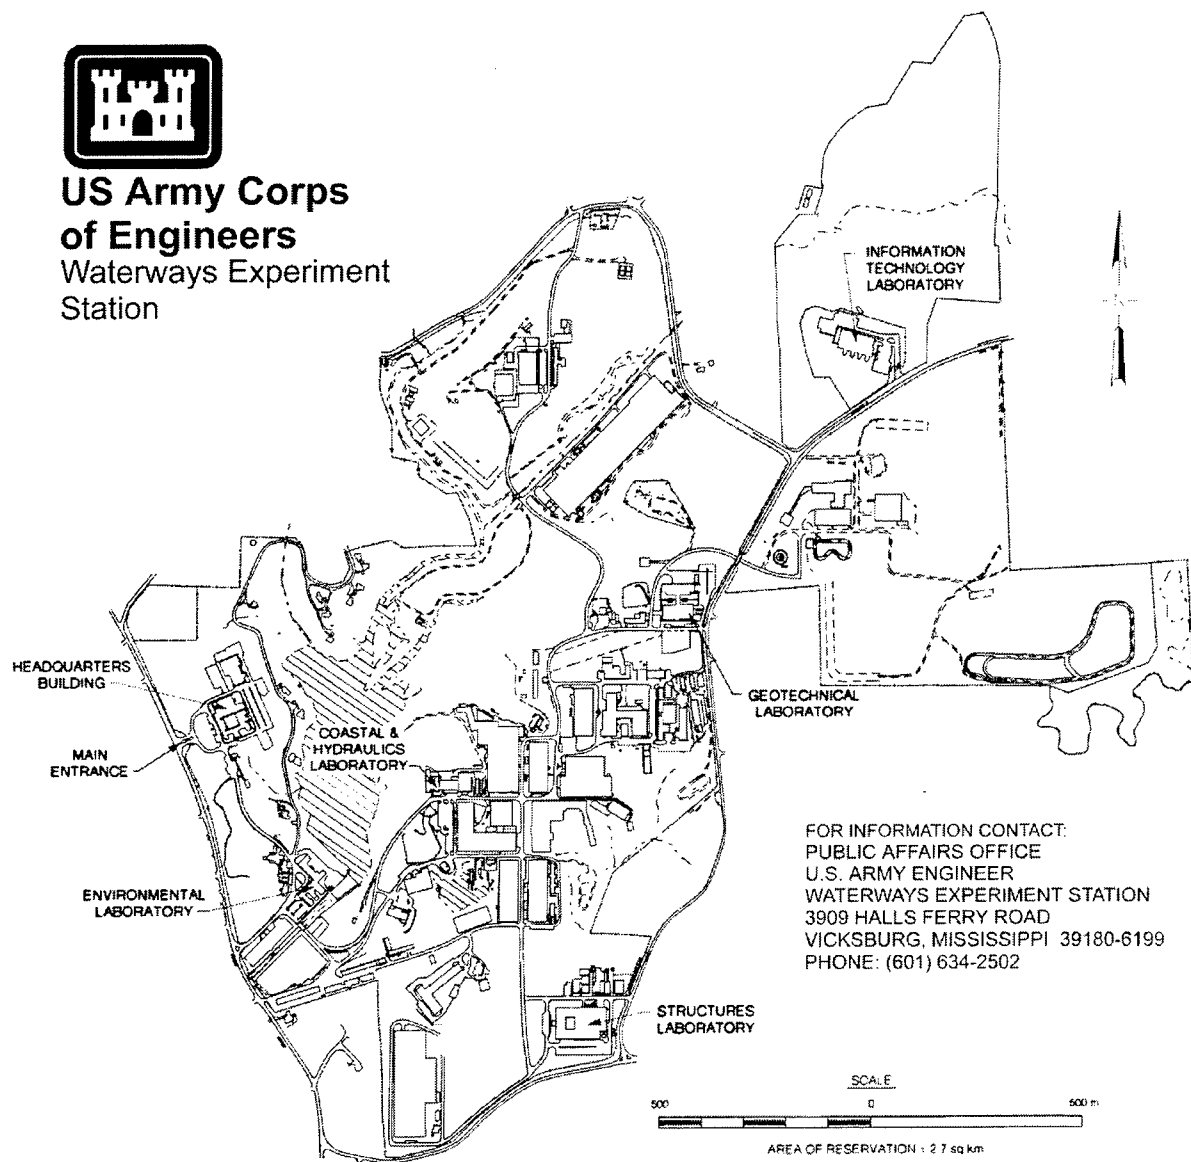 US Army Corps
of Engineers
Waterways Experiment
Station
INFORMATION
TECHNOLOGY
LABORATORY
HEADQUARTERS
BUILDING
MAIN
ENTRANCE
COASTAL &
HYDRAULICS
LABORATORY
GEOTECHNICAL
LABORATORY
ENVIRONMENTAL
LABORATORY
FOR INFORMATION CONTACT:
PUBLIC AFFAIRS OFFICE
U.S. ARMY ENGINEER
WATERWAYS EXPERIMENT STATION
3909 HALLS FERRY ROAD
VICKSBURG, MISSISSIPPI 39180-6199
PHONE: (601) 634-2502
STRUCTURES
LABORATORY
SCALE
500 0 500 m
AREA OF RESERVATION : 2.7 sq km